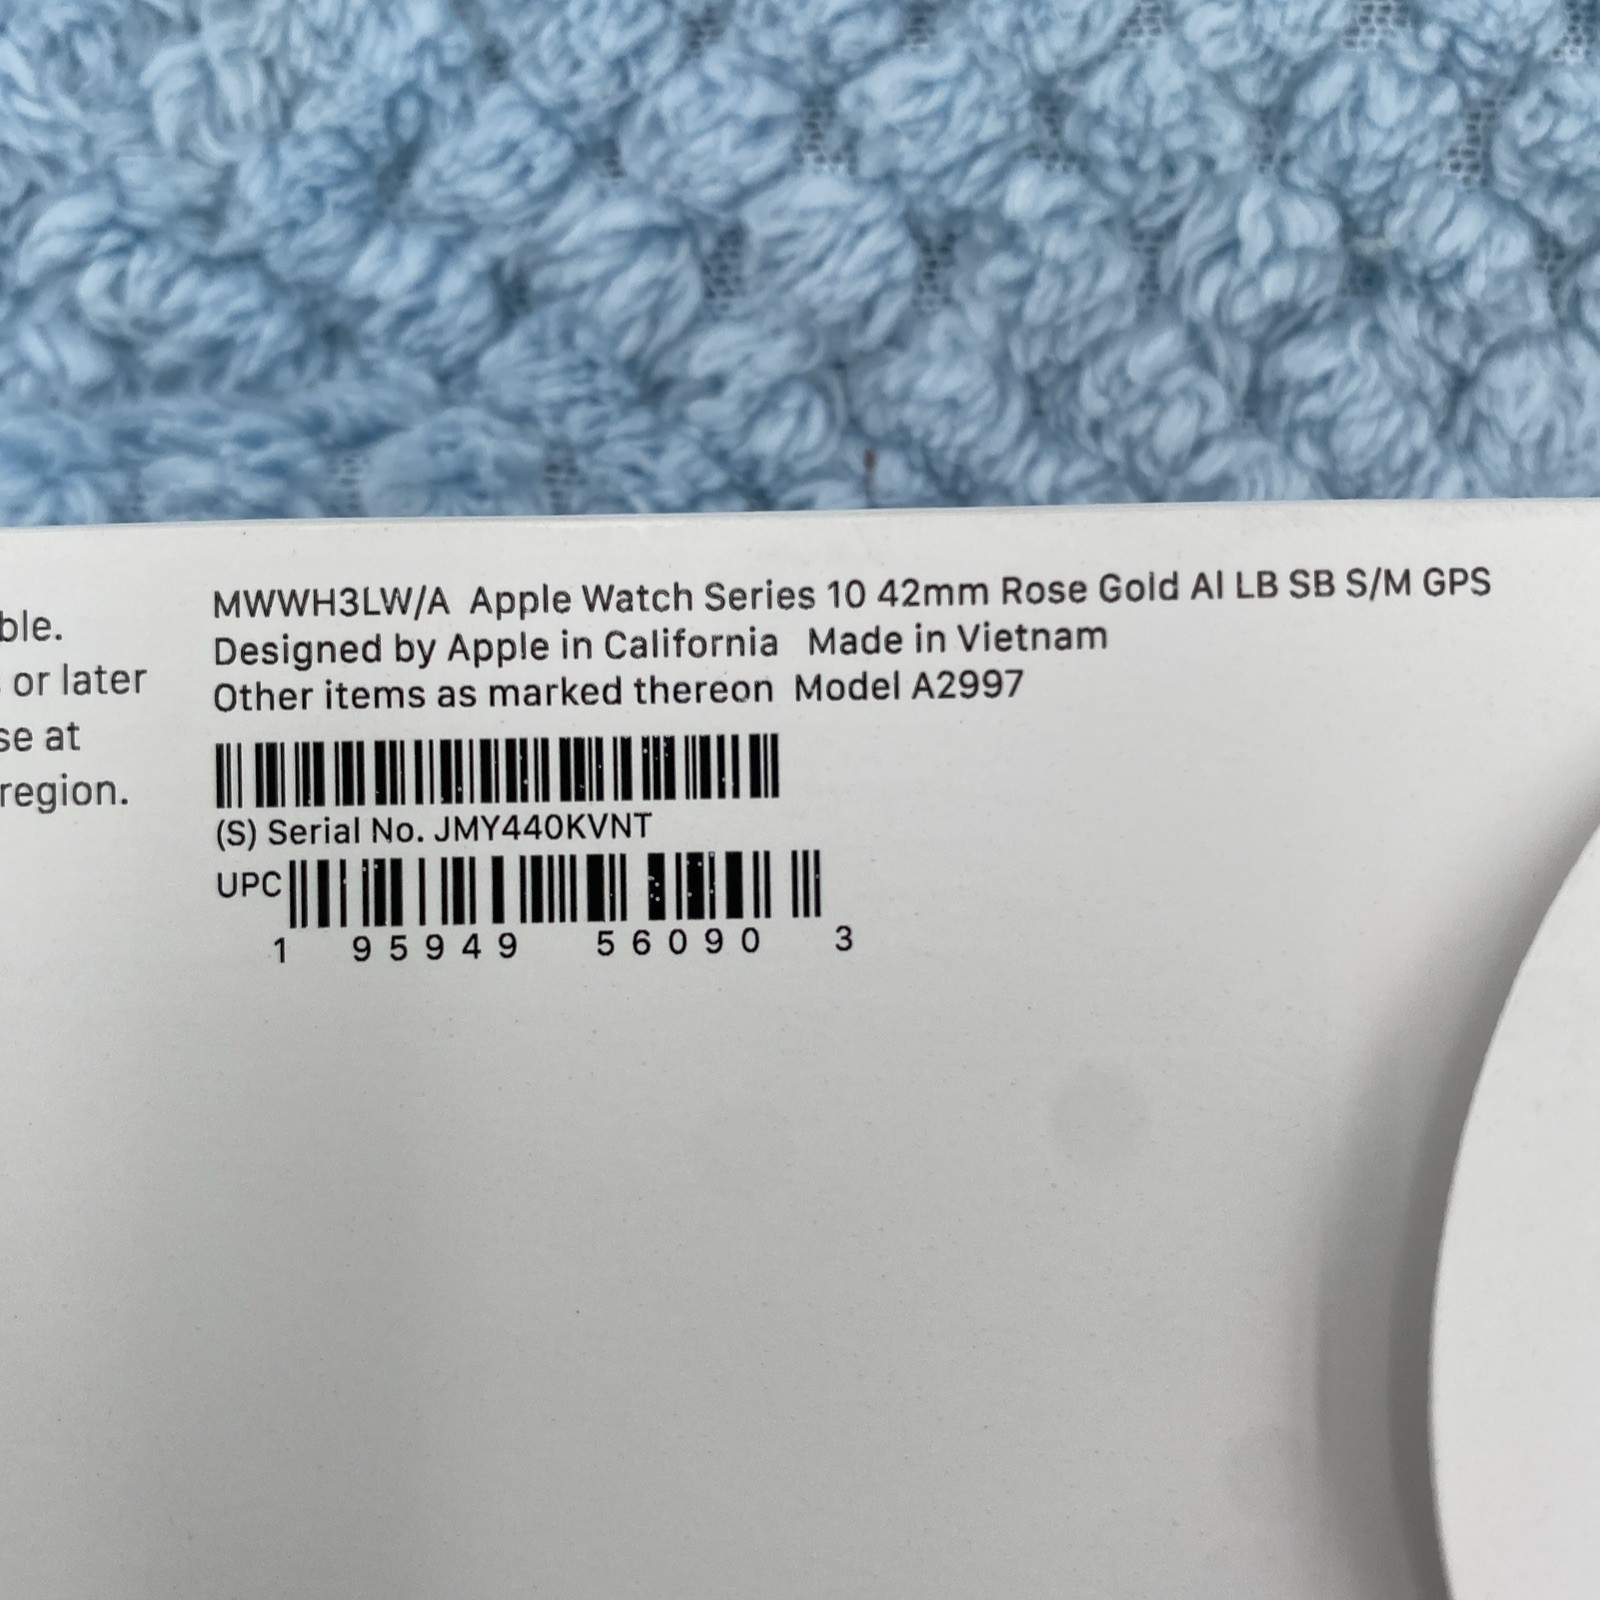 ble.
or later
se at
region.
MWWH3LW/A Apple Watch Series 10 42mm Rose Gold Al LB SB S/M GPS
Designed by Apple in California Made in Vietnam
Other items as marked thereon Model A2997
(S) Serial No. JMY440KVNT
UPC
1 95949 56090 3